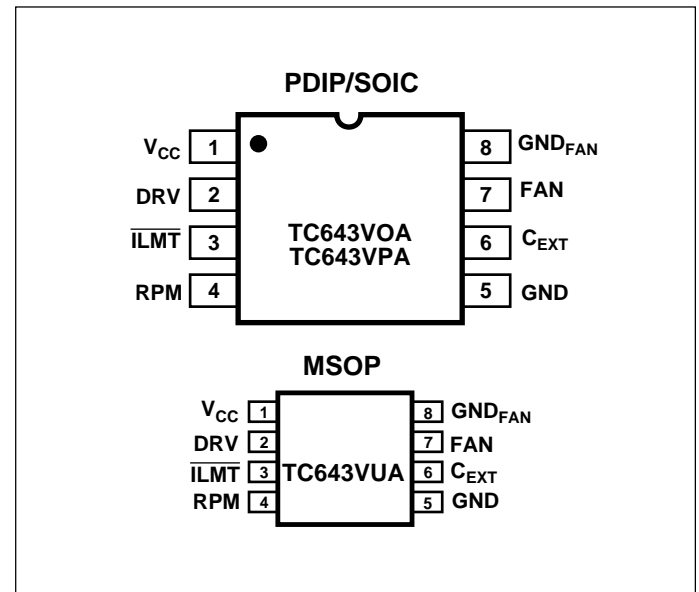 PDIP/SOIC
VCC 1 8 GNDFAN
DRV 2 7 FAN
ILMT 3 TC643VOA 6 CEXT
TC643VPA
RPM 4 5 GND
MSOP
VCC 1 8 GNDFAN
DRV 2 7 FAN
ILMT 3 TC643VUA 6 CEXT
RPM 4 5 GND